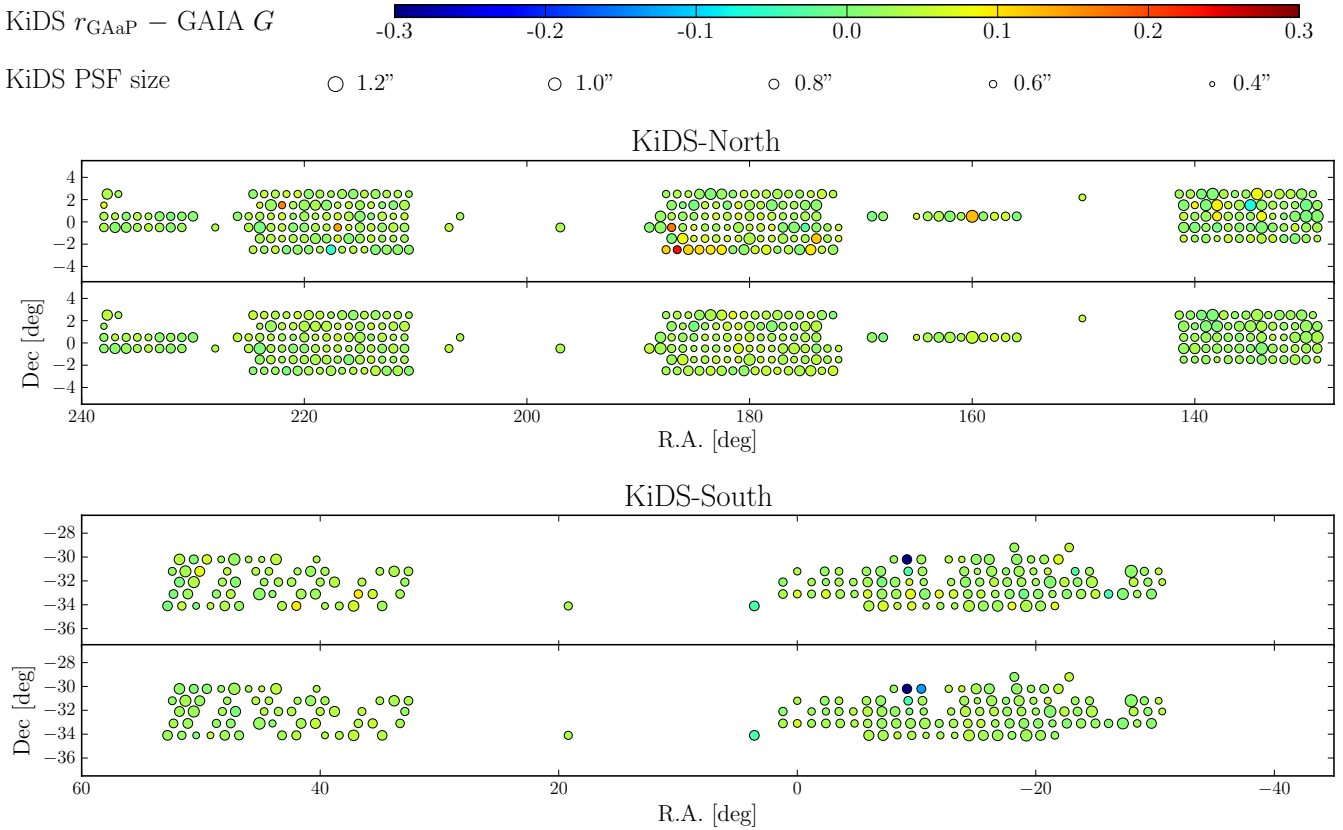 KiDS r_GAaP − GAIA G
-0.3 -0.2 -0.1 0.0 0.1 0.2 0.3
KiDS PSF size
1.2” 1.0” 0.8” 0.6” 0.4”
KiDS-North
4
2
0
−2
−4
4
2
0
−2
−4
Dec [deg]
240 220 200 180 160 140
R.A. [deg]
KiDS-South
−28
−30
−32
−34
−36
−28
−30
−32
−34
−36
Dec [deg]
60 40 20 0 −20 −40
R.A. [deg]